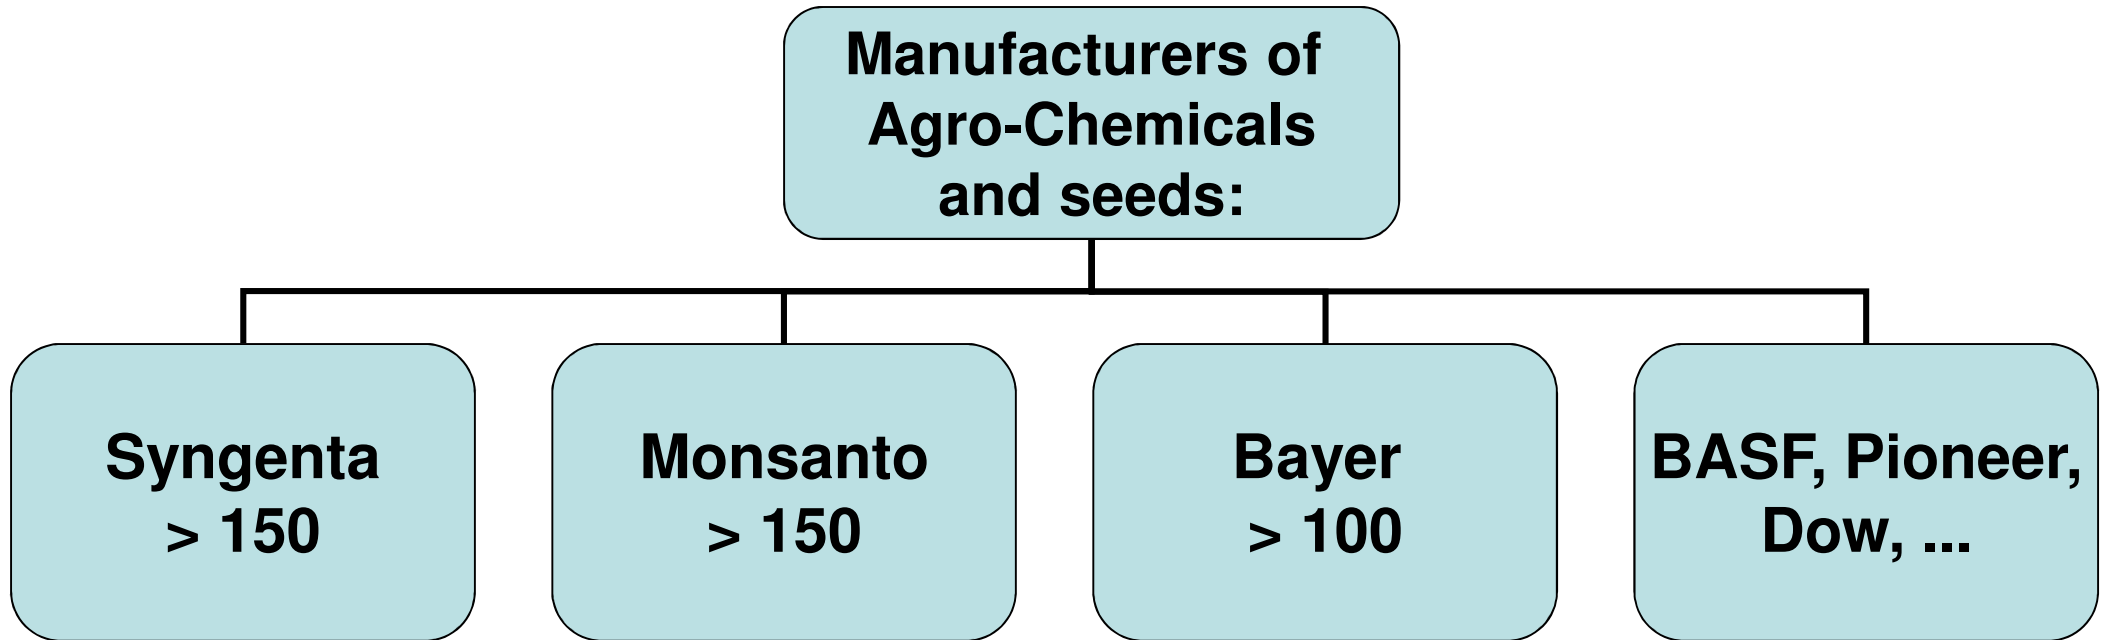 Manufacturers of
Agro-Chemicals
and seeds:
Syngenta
> 150
Monsanto
> 150
Bayer
> 100
BASF, Pioneer,
Dow, ...